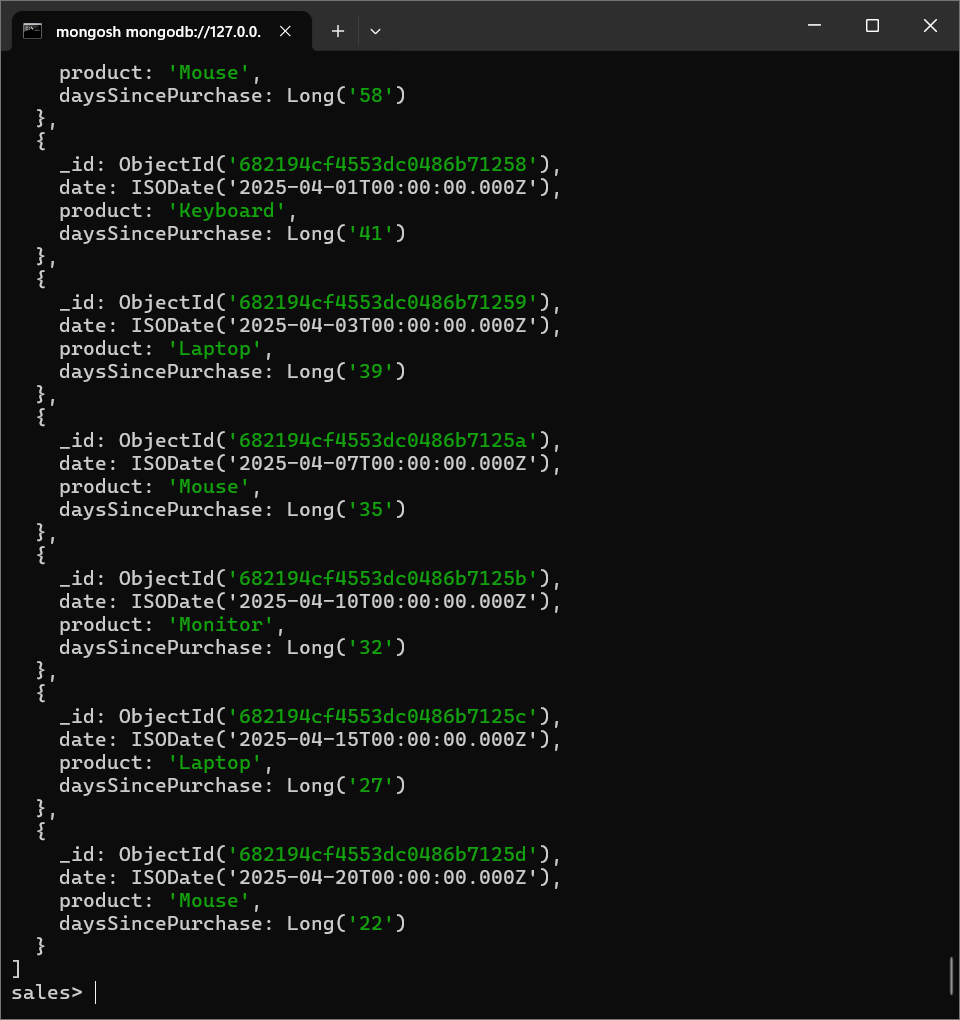 mongosh mongodb://127.0.0.
product: 'Mouse',
daysSincePurchase: Long('58')
},
{
_id: ObjectId('682194cf4553dc0486b71258'),
date: ISODate('2025-04-01T00:00:00.000Z'),
product: 'Keyboard',
daysSincePurchase: Long('41')
},
{
_id: ObjectId('682194cf4553dc0486b71259'),
date: ISODate('2025-04-03T00:00:00.000Z'),
product: 'Laptop',
daysSincePurchase: Long('39')
},
{
_id: ObjectId('682194cf4553dc0486b7125a'),
date: ISODate('2025-04-07T00:00:00.000Z'),
product: 'Mouse',
daysSincePurchase: Long('35')
},
{
_id: ObjectId('682194cf4553dc0486b7125b'),
date: ISODate('2025-04-10T00:00:00.000Z'),
product: 'Monitor',
daysSincePurchase: Long('32')
},
{
_id: ObjectId('682194cf4553dc0486b7125c'),
date: ISODate('2025-04-15T00:00:00.000Z'),
product: 'Laptop',
daysSincePurchase: Long('27')
},
{
_id: ObjectId('682194cf4553dc0486b7125d'),
date: ISODate('2025-04-20T00:00:00.000Z'),
product: 'Mouse',
daysSincePurchase: Long('22')
}
]
sales>